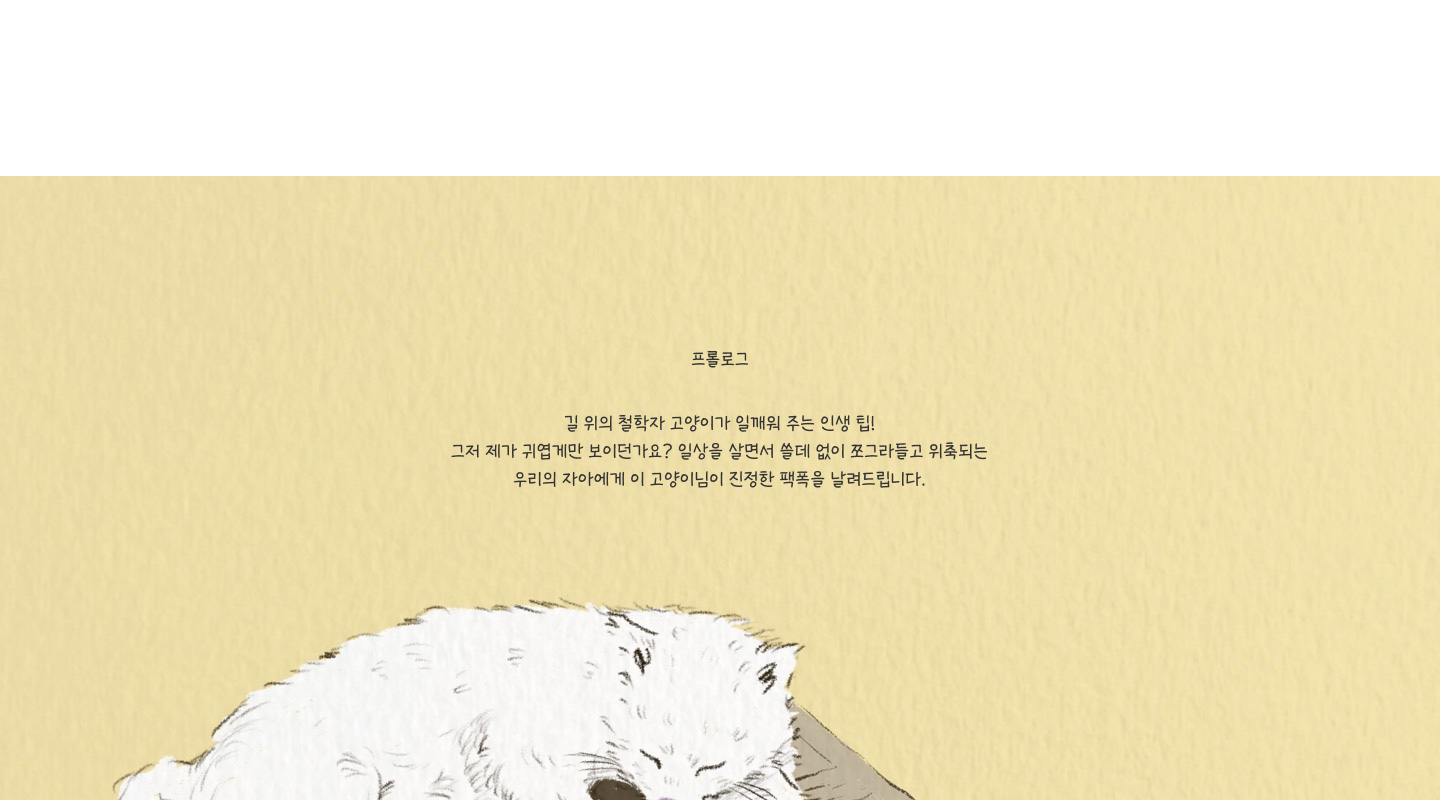 프롤로그
길 위의 철학자 고양이가 일깨워 주는 인생 팁!
그저 제가 귀엽게만 보이던가요? 일상을 살면서 쓸데 없이 쪼그라들고 위축되는
우리의 자아에게 이 고양이님이 진정한 팩폭을 날려드립니다.